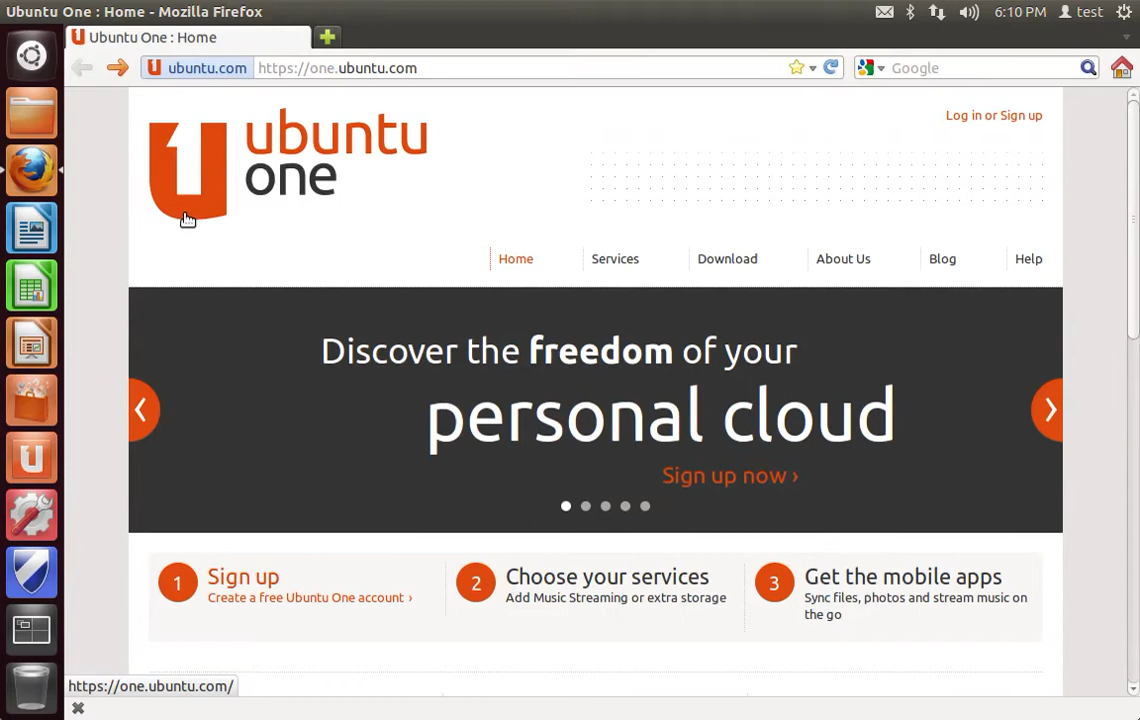 Ubuntu One : Home - Mozilla Firefox
6:10 PM
test
Ubuntu One : Home
ubuntu.com
https://one.ubuntu.com
Google
ubuntu
one
Log in or Sign up
Home
Services
Download
About Us
Blog
Help
Discover the freedom of your
personal cloud
Sign up now ›
1
Sign up
Create a free Ubuntu One account ›
2
Choose your services
Add Music Streaming or extra storage
3
Get the mobile apps
Sync files, photos and stream music on
the go
https://one.ubuntu.com/